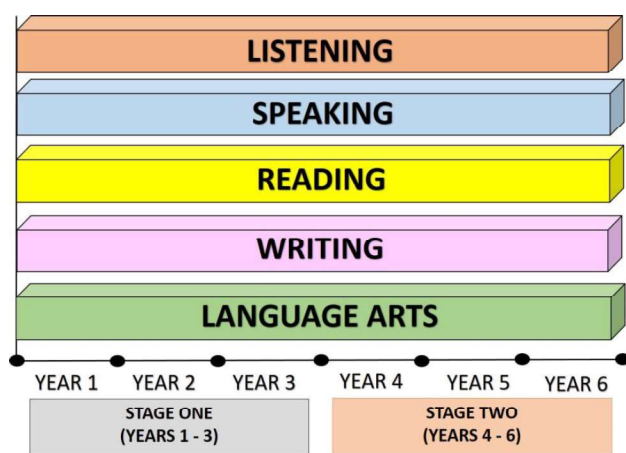 LISTENING
SPEAKING
READING
WRITING
LANGUAGE ARTS
YEAR 1 YEAR 2 YEAR 3 YEAR 4 YEAR 5 YEAR 6
STAGE ONE
(YEARS 1 - 3)
STAGE TWO
(YEARS 4 - 6)